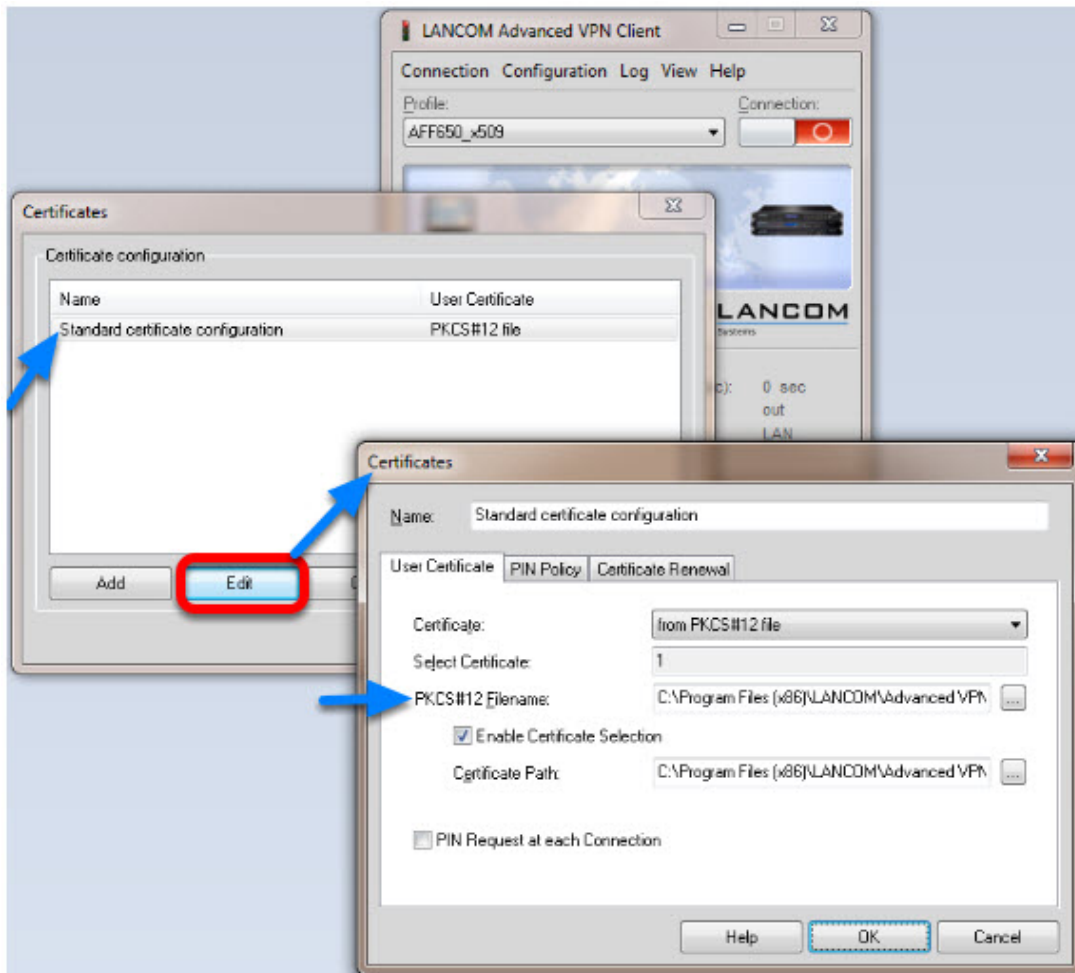 LANCOM Advanced VPN Client
Connection Configuration Log View Help
Profile:
Connection:
AFF650_x509
LANCOM
Systems
c): 0 sec
out
LAN
Certificates
Certificate configuration
Name User Certificate
Standard certificate configuration PKCS#12 file
Add Edit
Certificates
Name: Standard certificate configuration
User Certificate PIN Policy Certificate Renewal
Certificate: from PKCS#12 file
Select Certificate: 1
PKCS#12 Filename: C:\Program Files (x86)\LANCOM\Advanced VPN ...
Enable Certificate Selection
Certificate Path: C:\Program Files (x86)\LANCOM\Advanced VPN ...
PIN Request at each Connection
Help OK Cancel